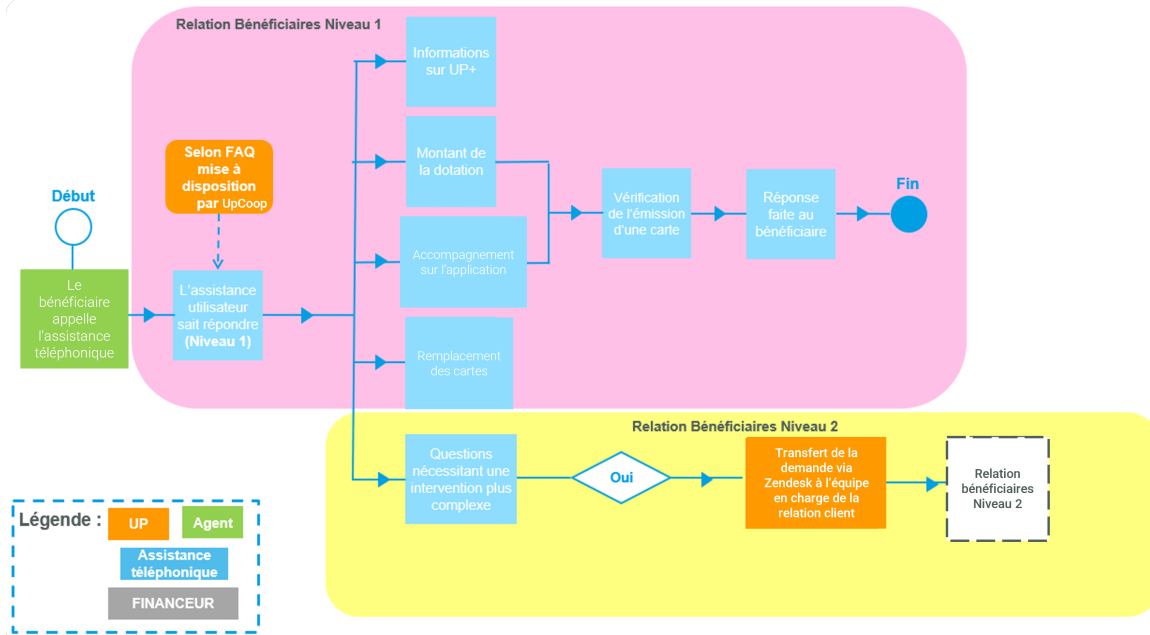 Relation Bénéficiaires Niveau 1
Informations
sur UP+
Selon FAQ
mise à
disposition
par UpCoop
Montant de
la dotation
Début
Vérification
de l'émission
d'une carte
Réponse
faite au
bénéficiaire
Fin
Accompagnement
sur l'application
Le
bénéficiaire
appelle
l'assistance
téléphonique
L'assistance
utilisateur
sait répondre
(Niveau 1)
Remplacement
des cartes
Relation Bénéficiaires Niveau 2
Questions
nécessitant une
intervention plus
complexe
Oui
Transfert de la
demande via
Zendesk à l'équipe
en charge de la
relation client
Relation
bénéficiaires
Niveau 2
Légende :
UP
Agent
Assistance
téléphonique
FINANCEUR